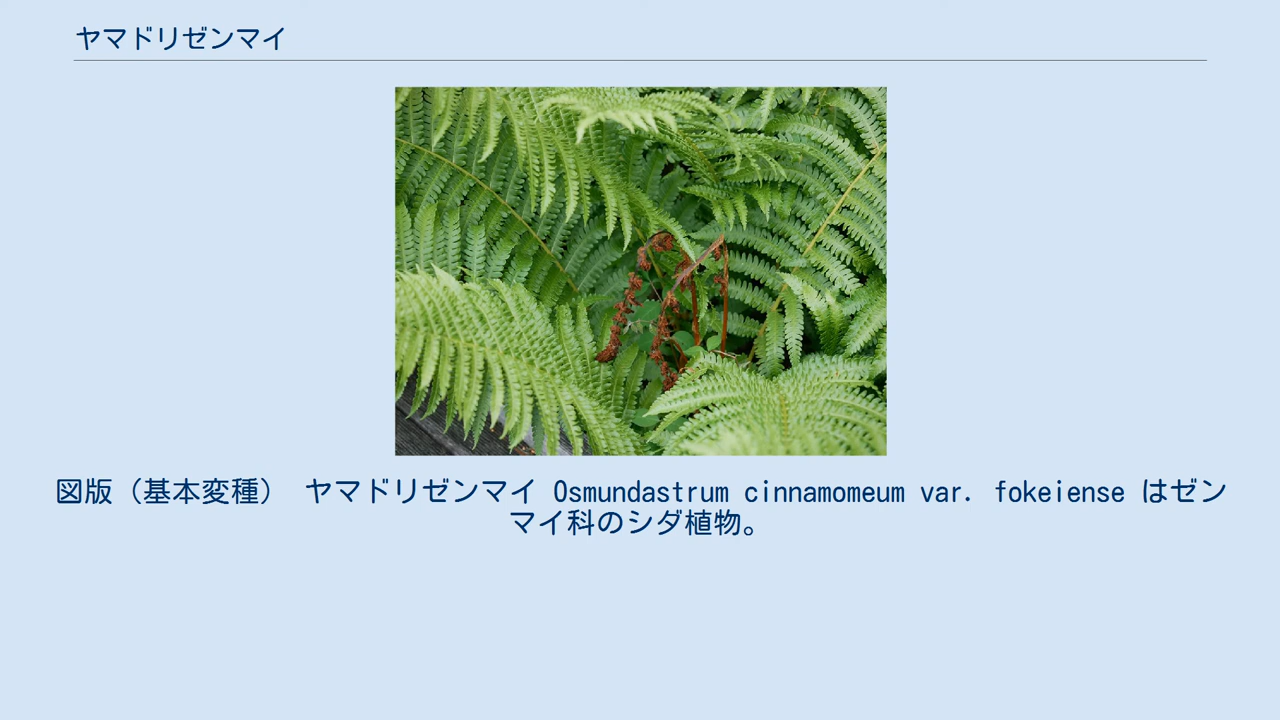 ヤマドリゼンマイ
図版（基本変種） ヤマドリゼンマイ Osmundastrum cinnamomeum var. fokeiense はゼン
マイ科のシダ植物。